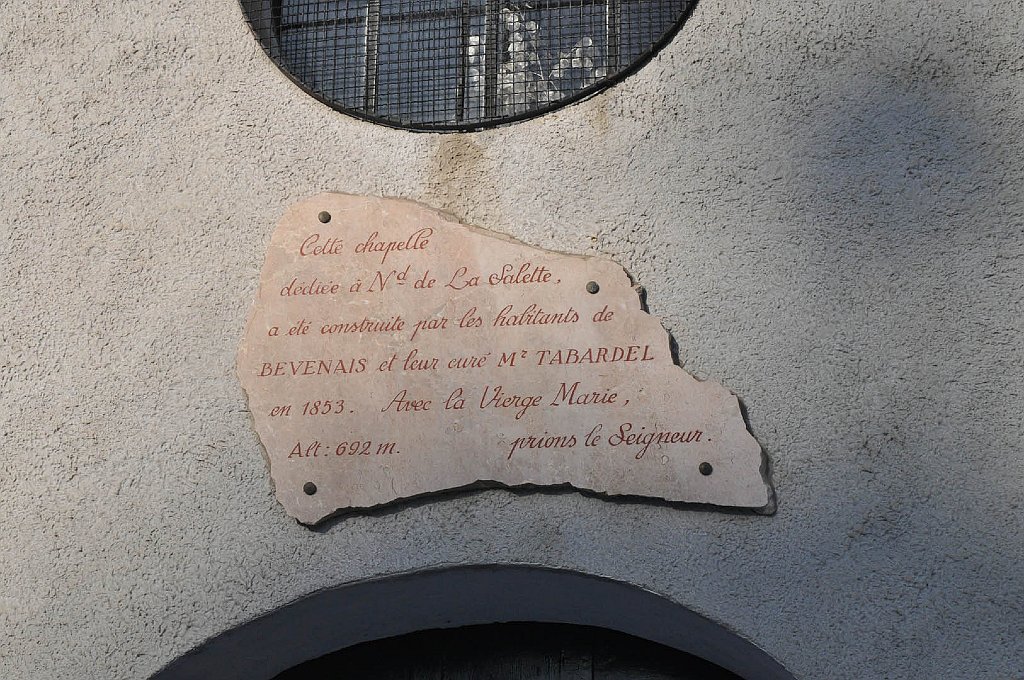 Cette chapelle
dédiée à Nd de La Salette,
a été construite par les habitants de
BEVENAIS et leur curé Mr TABARDEL
en 1853. Avec la Vierge Marie,
Alt: 692 m. prions le Seigneur.